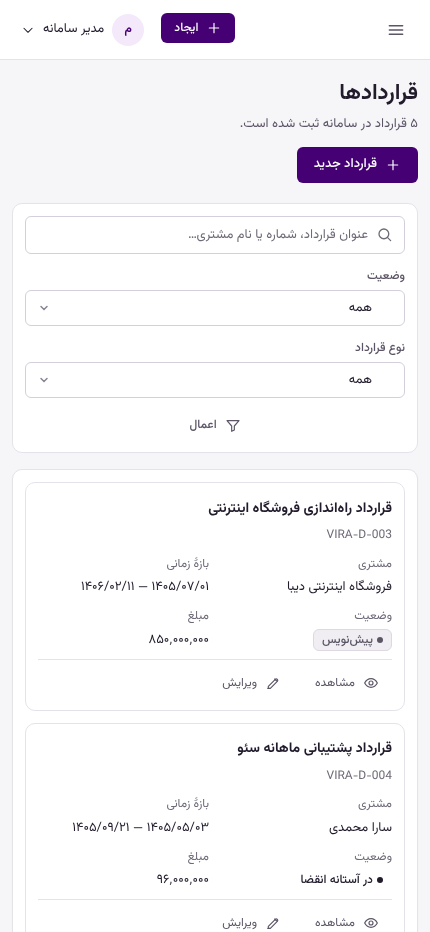 ایجاد
م
مدیر سامانه
قراردادها
۵ قرارداد در سامانه ثبت شده است.
قرارداد جدید
عنوان قرارداد، شماره یا نام مشتری...
وضعیت
همه
نوع قرارداد
همه
اعمال
قرارداد راه‌اندازی فروشگاه اینترنتی
VIRA-D-003
مشتری
بازهٔ زمانی
فروشگاه اینترنتی دیبا
۱۴۰۵/۰۷/۰۱ — ۱۴۰۶/۰۲/۱۱
وضعیت
مبلغ
پیش‌نویس
۸۵۰,۰۰۰,۰۰۰
مشاهده
ویرایش
قرارداد پشتیبانی ماهانه سئو
VIRA-D-004
مشتری
بازهٔ زمانی
سارا محمدی
۱۴۰۵/۰۵/۰۳ — ۱۴۰۵/۰۹/۲۱
وضعیت
مبلغ
در آستانه انقضا
۹۶,۰۰۰,۰۰۰
مشاهده
ویرایش